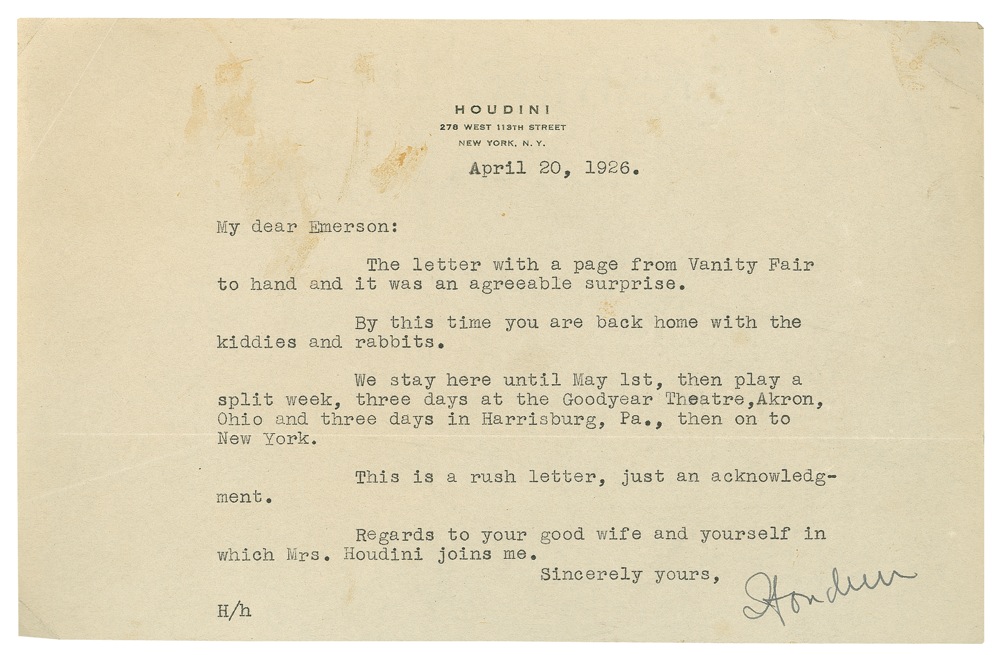 HOUDINI
278 WEST 113TH STREET
NEW YORK, N. Y.
April 20, 1926.
My dear Emerson:
The letter with a page from Vanity Fair
to hand and it was an agreeable surprise.
By this time you are back home with the
kiddies and rabbits.
We stay here until May 1st, then play a
split week, three days at the Goodyear Theatre,Akron,
Ohio and three days in Harrisburg, Pa., then on to
New York.
This is a rush letter, just an acknowledg-
ment.
Regards to your good wife and yourself in
which Mrs. Houdini joins me.
Sincerely yours,
Houdini
H/h